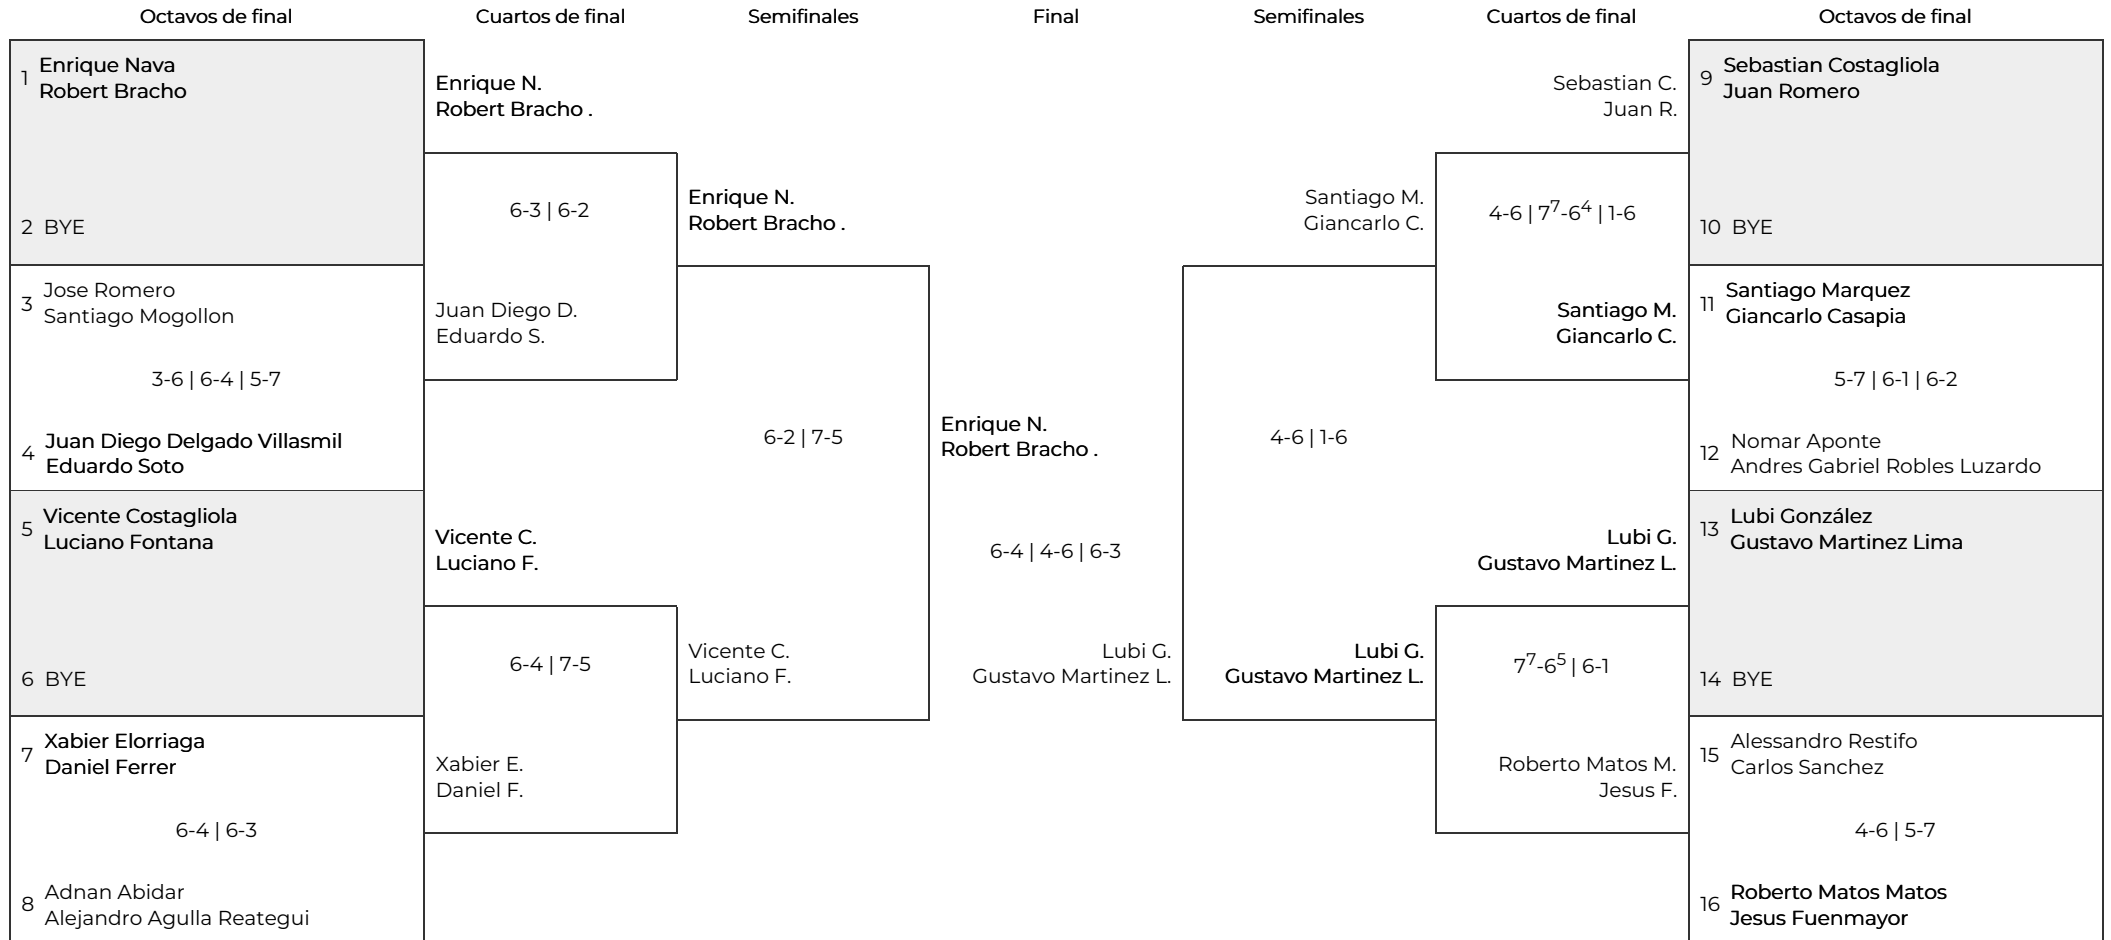 Octavos de final
Cuartos de final
Semifinales
Final
Semifinales
Cuartos de final
Octavos de final
1
Enrique Nava
Robert Bracho
2 BYE
3
Jose Romero
Santiago Mogollon
3-6 | 6-4 | 5-7
4
Juan Diego Delgado Villasmil
Eduardo Soto
5
Vicente Costagliola
Luciano Fontana
6 BYE
7
Xabier Elorriaga
Daniel Ferrer
6-4 | 6-3
8
Adnan Abidar
Alejandro Agulla Reategui
Enrique N.
Robert Bracho .
6-3 | 6-2
Juan Diego D.
Eduardo S.
Vicente C.
Luciano F.
6-4 | 7-5
Xabier E.
Daniel F.
Enrique N.
Robert Bracho .
6-2 | 7-5
Vicente C.
Luciano F.
Enrique N.
Robert Bracho .
6-4 | 4-6 | 6-3
Lubi G.
Gustavo Martinez L.
Santiago M.
Giancarlo C.
4-6 | 1-6
Lubi G.
Gustavo Martinez L.
Sebastian C.
Juan R.
4-6 | 7⁷-6⁴ | 1-6
Santiago M.
Giancarlo C.
Lubi G.
Gustavo Martinez L.
7⁷-6⁵ | 6-1
Roberto Matos M.
Jesus F.
9
Sebastian Costagliola
Juan Romero
10 BYE
11
Santiago Marquez
Giancarlo Casapia
5-7 | 6-1 | 6-2
12
Nomar Aponte
Andres Gabriel Robles Luzardo
13
Lubi González
Gustavo Martinez Lima
14 BYE
15
Alessandro Restifo
Carlos Sanchez
4-6 | 5-7
16
Roberto Matos Matos
Jesus Fuenmayor